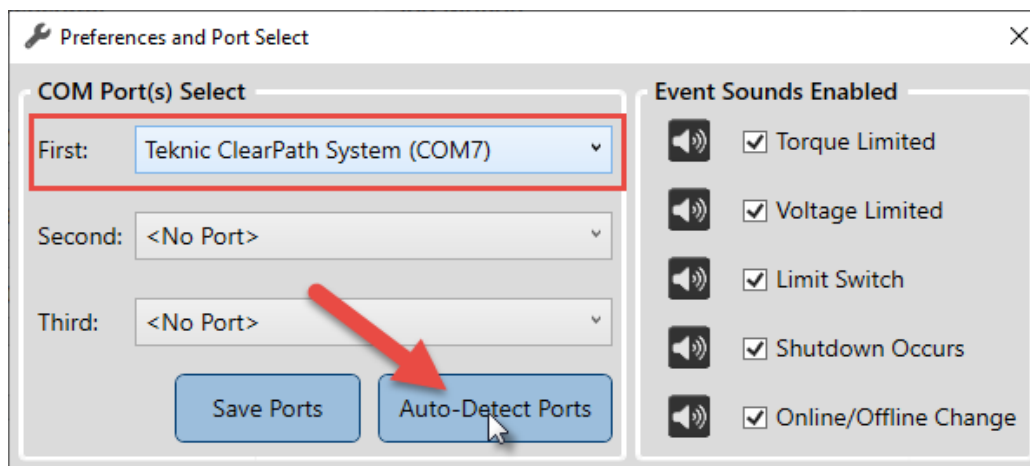 Preferences and Port Select
COM Port(s) Select
First: Teknic ClearPath System (COM7)
Second: <No Port>
Third: <No Port>
Save Ports Auto-Detect Ports
Event Sounds Enabled
Torque Limited
Voltage Limited
Limit Switch
Shutdown Occurs
Online/Offline Change